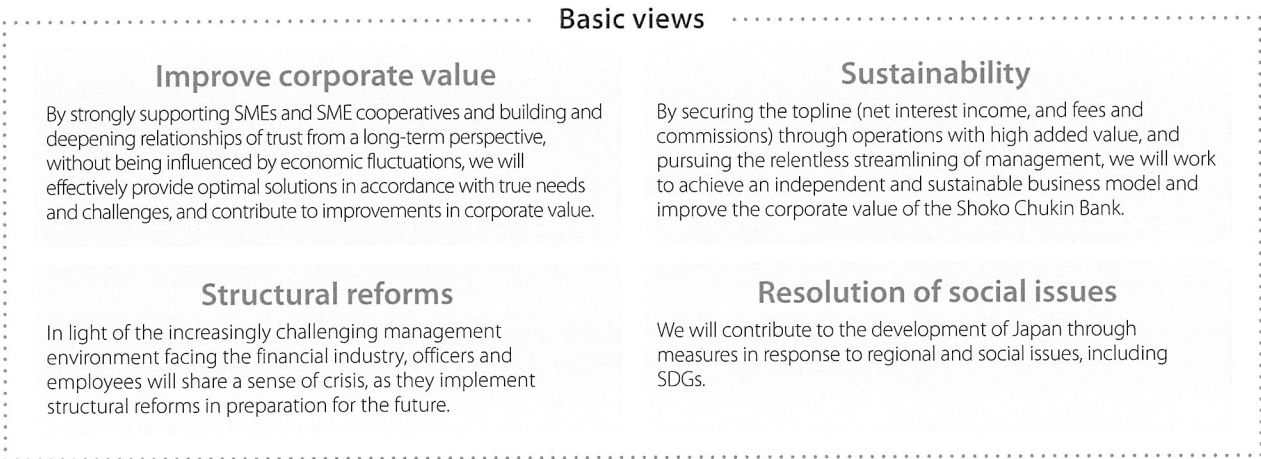 Basic views
Improve corporate value
By strongly supporting SMEs and SME cooperatives and building and
deepening relationships of trust from a long-term perspective,
without being influenced by economic fluctuations, we will
effectively provide optimal solutions in accordance with true needs
and challenges, and contribute to improvements in corporate value.
Sustainability
By securing the topline (net interest income, and fees and
commissions) through operations with high added value, and
pursuing the relentless streamlining of management, we will work
to achieve an independent and sustainable business model and
improve the corporate value of the Shoko Chukin Bank.
Structural reforms
In light of the increasingly challenging management
environment facing the financial industry, officers and
employees will share a sense of crisis, as they implement
structural reforms in preparation for the future.
Resolution of social issues
We will contribute to the development of Japan through
measures in response to regional and social issues, including
SDGs.